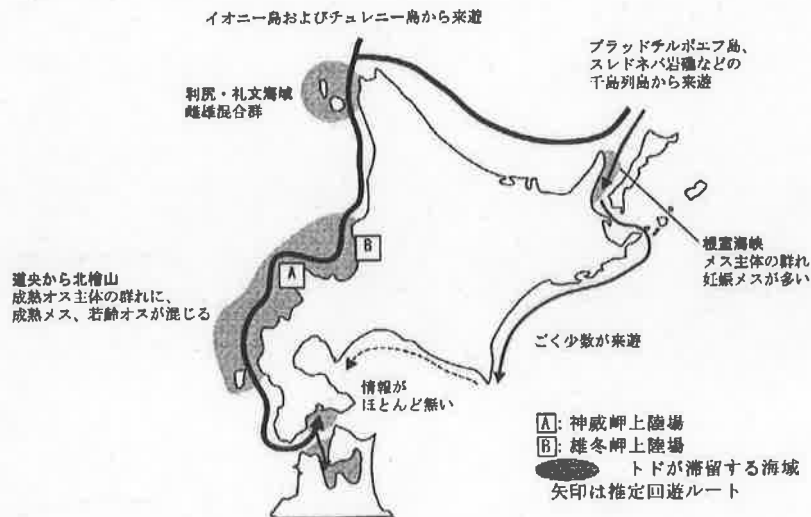 イオニー島およびチュレニー島から来遊
ブラッドチルポエフ島、
スレドネバ岩礁などの
千島列島から来遊
利尻・礼文海域
雌雄混合群
B
A
根室海峡
メス主体の群れ
妊娠メスが多い
道央から北檜山
成熟オス主体の群れに、
成熟メス、若齢オスが混じる
ごく少数が来遊
情報が
ほとんど無い
A: 神威岬上陸場
B: 雄冬岬上陸場
トドが滞留する海域
矢印は推定回遊ルート